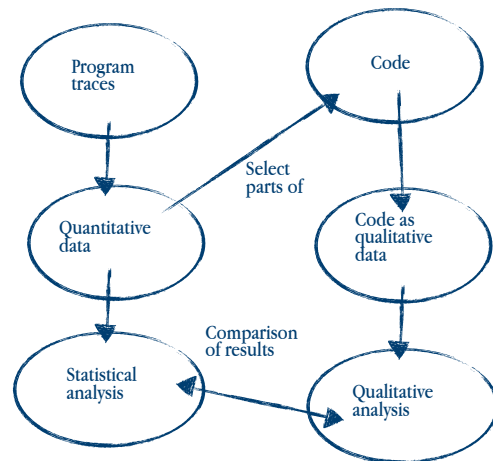 Program
traces
Code
Select
parts of
Quantitative
data
Code as
qualitative
data
Comparison
of results
Statistical
analysis
Qualitative
analysis